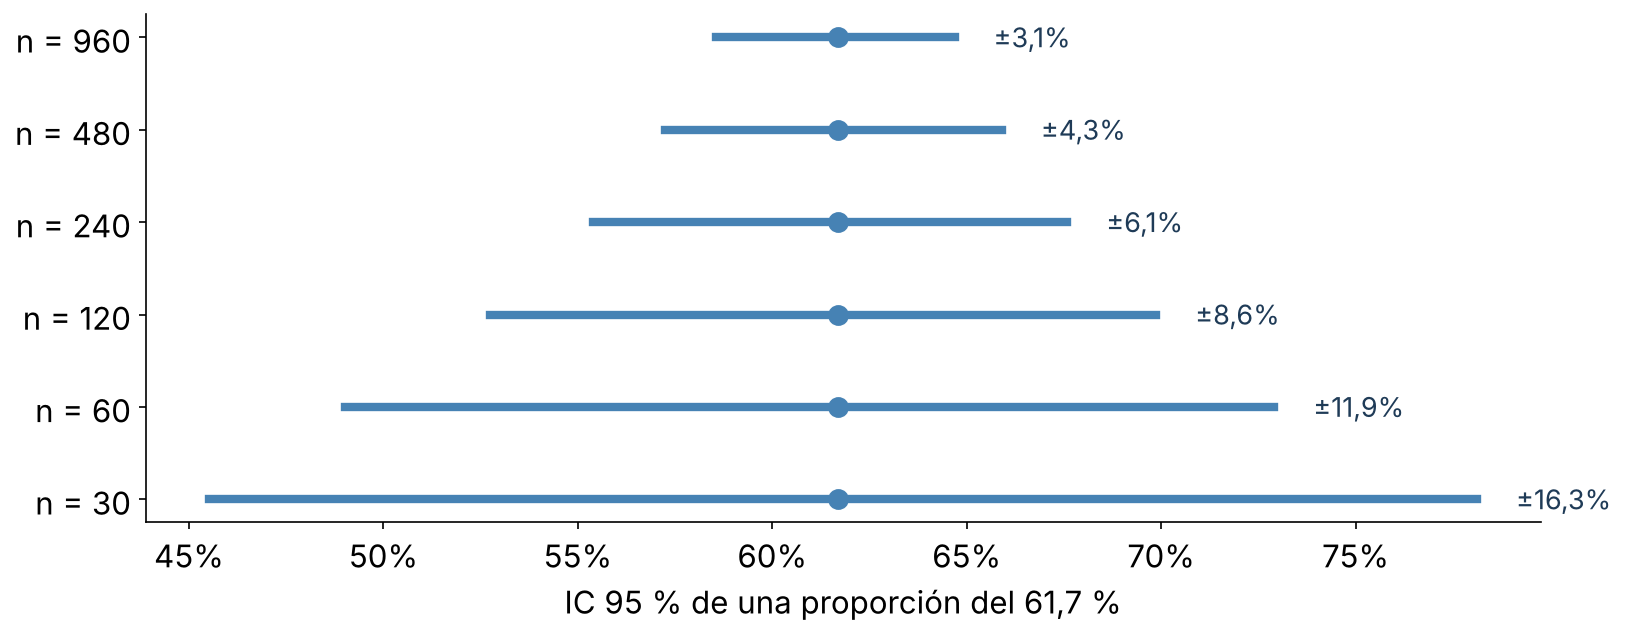 n = 960 ±3,1%
n = 480 ±4,3%
n = 240 ±6,1%
n = 120 ±8,6%
n = 60 ±11,9%
n = 30 ±16,3%
45% 50% 55% 60% 65% 70% 75%
IC 95 % de una proporción del 61,7 %